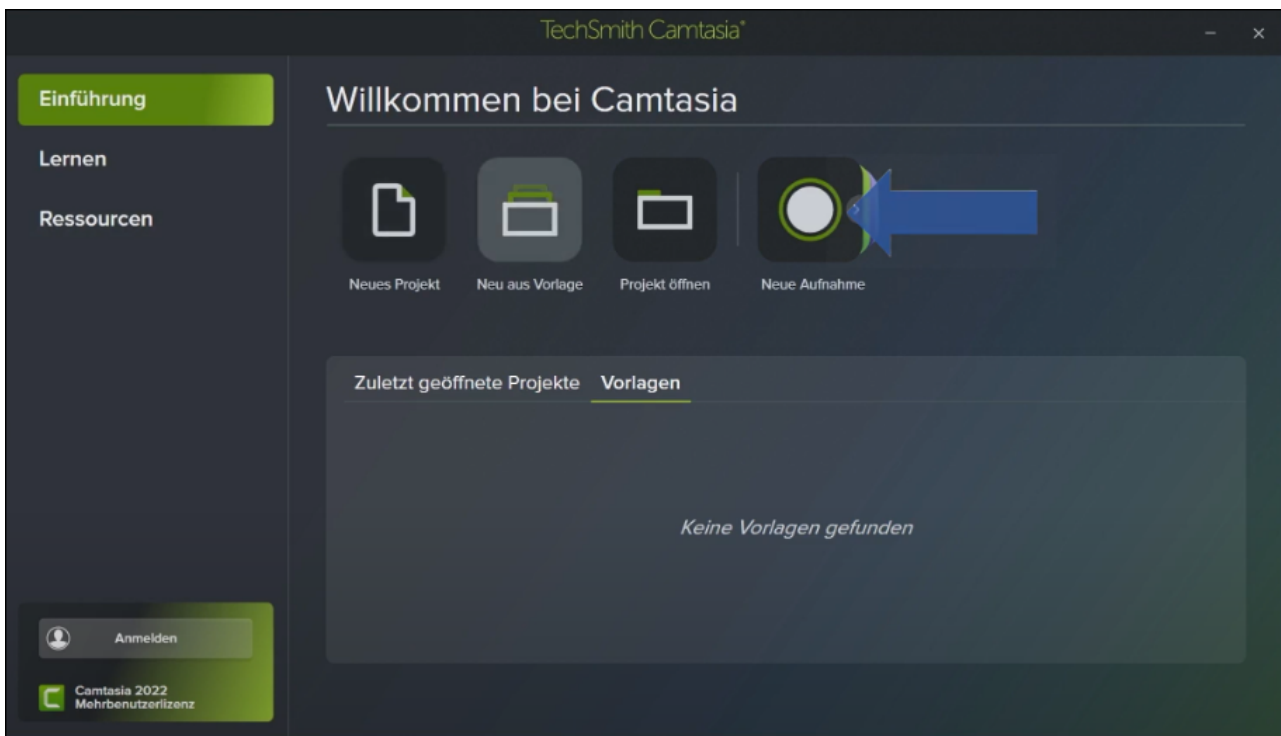 TechSmith Camtasia®
Einführung
Lernen
Ressourcen
Willkommen bei Camtasia
Neues Projekt
Neu aus Vorlage
Projekt öffnen
Neue Aufnahme
Zuletzt geöffnete Projekte
Vorlagen
Keine Vorlagen gefunden
Anmelden
Camtasia 2022
Mehrbenutzerlizenz